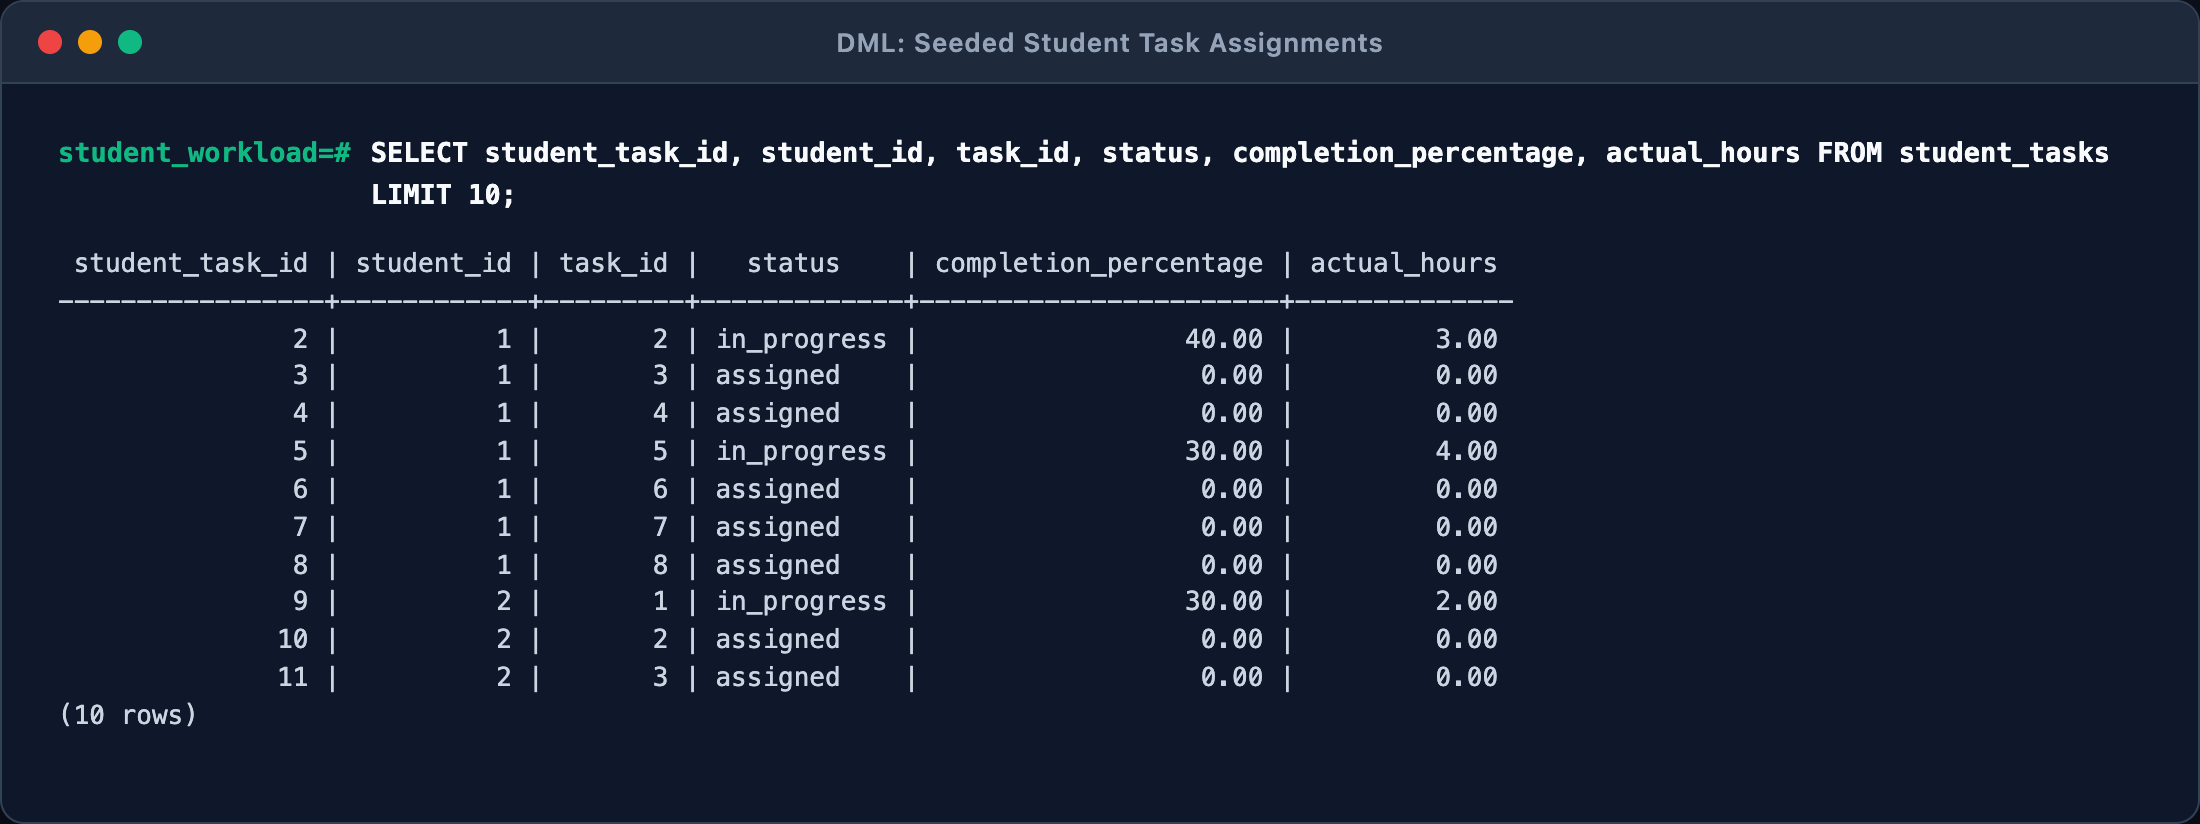 DML: Seeded Student Task Assignments
student_workload=# SELECT student_task_id, student_id, task_id, status, completion_percentage, actual_hours FROM student_tasks
LIMIT 10;
 student_task_id | student_id | task_id |   status    | completion_percentage | actual_hours
-----------------+------------+---------+-------------+-----------------------+--------------
               2 |          1 |       2 | in_progress |                 40.00 |         3.00
               3 |          1 |       3 | assigned    |                  0.00 |         0.00
               4 |          1 |       4 | assigned    |                  0.00 |         0.00
               5 |          1 |       5 | in_progress |                 30.00 |         4.00
               6 |          1 |       6 | assigned    |                  0.00 |         0.00
               7 |          1 |       7 | assigned    |                  0.00 |         0.00
               8 |          1 |       8 | assigned    |                  0.00 |         0.00
               9 |          2 |       1 | in_progress |                 30.00 |         2.00
              10 |          2 |       2 | assigned    |                  0.00 |         0.00
              11 |          2 |       3 | assigned    |                  0.00 |         0.00
(10 rows)